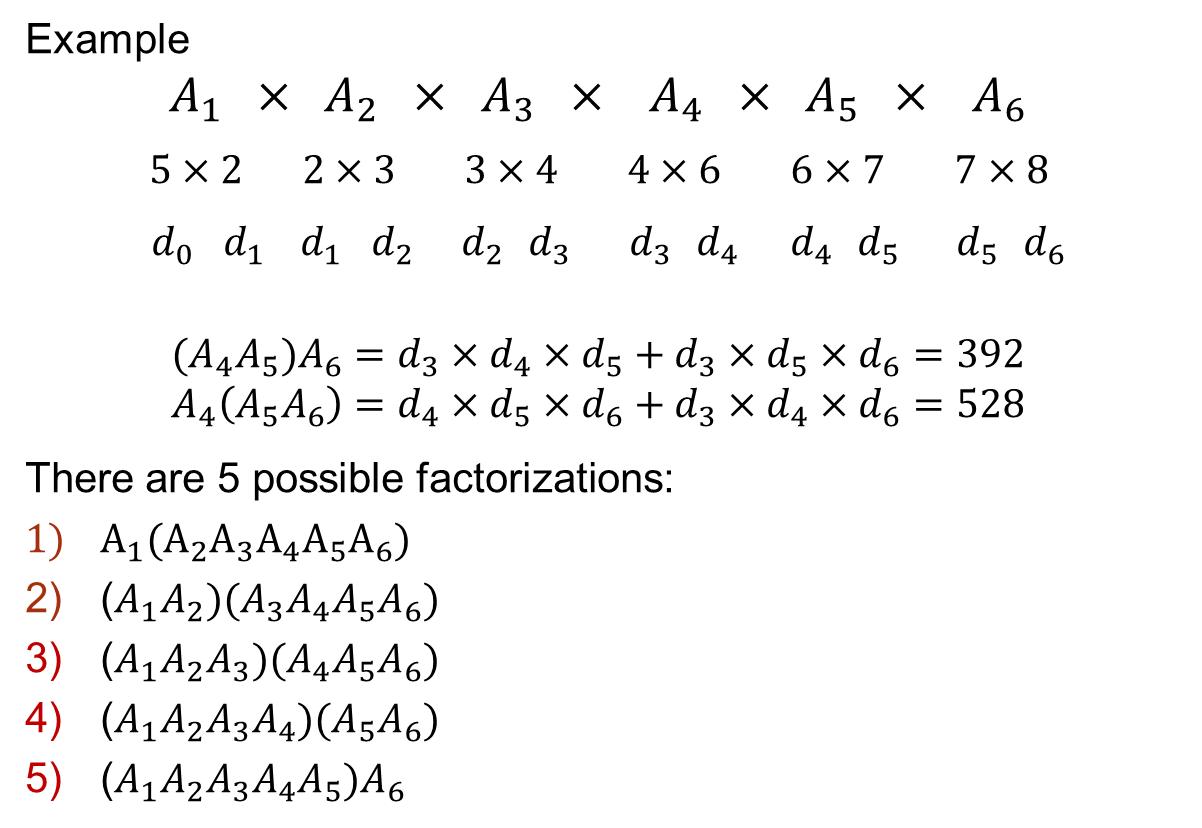 Example
A₁ × A₂ × A₃ × A₄ × A₅ × A₆
5 × 2 2 × 3 3 × 4 4 × 6 6 × 7 7 × 8
d₀ d₁ d₁ d₂ d₂ d₃ d₃ d₄ d₄ d₅ d₅ d₆
(A₄A₅)A₆ = d₃ × d₄ × d₅ + d₃ × d₅ × d₆ = 392
A₄(A₅A₆) = d₄ × d₅ × d₆ + d₃ × d₄ × d₆ = 528
There are 5 possible factorizations:
1) A₁(A₂A₃A₄A₅A₆)
2) (A₁A₂)(A₃A₄A₅A₆)
3) (A₁A₂A₃)(A₄A₅A₆)
4) (A₁A₂A₃A₄)(A₅A₆)
5) (A₁A₂A₃A₄A₅)A₆